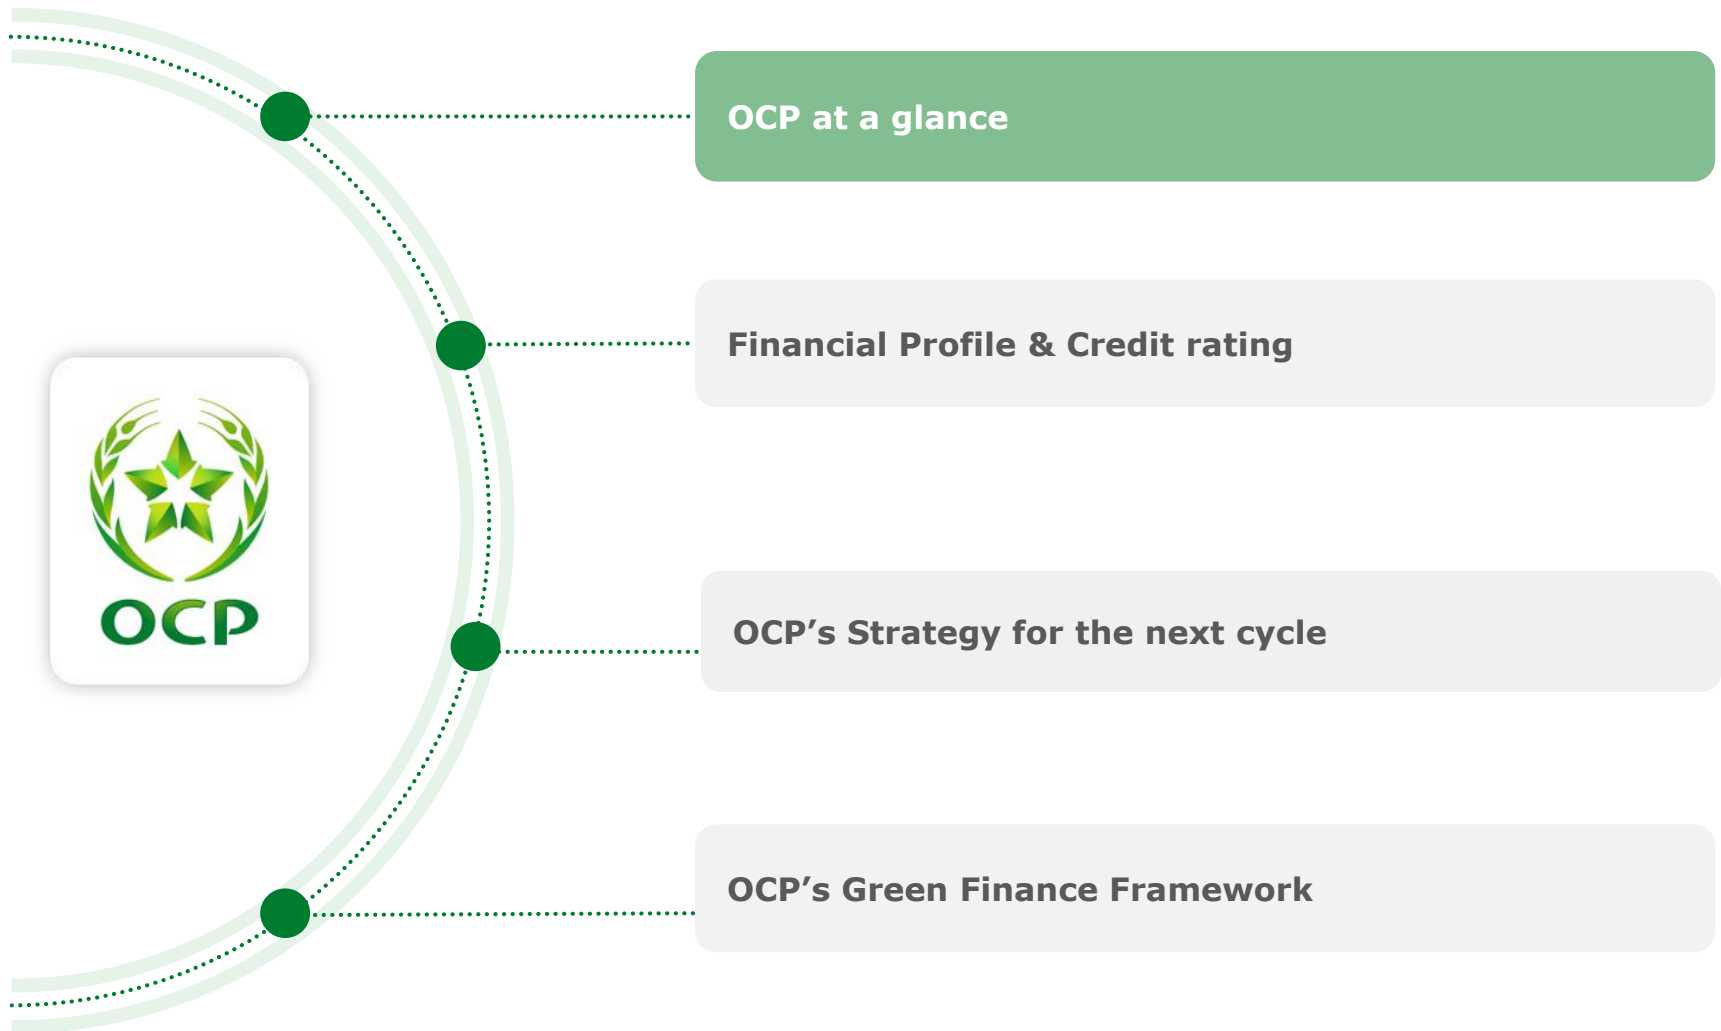 OCP at a glance
Financial Profile & Credit rating
OCP
OCP’s Strategy for the next cycle
OCP’s Green Finance Framework